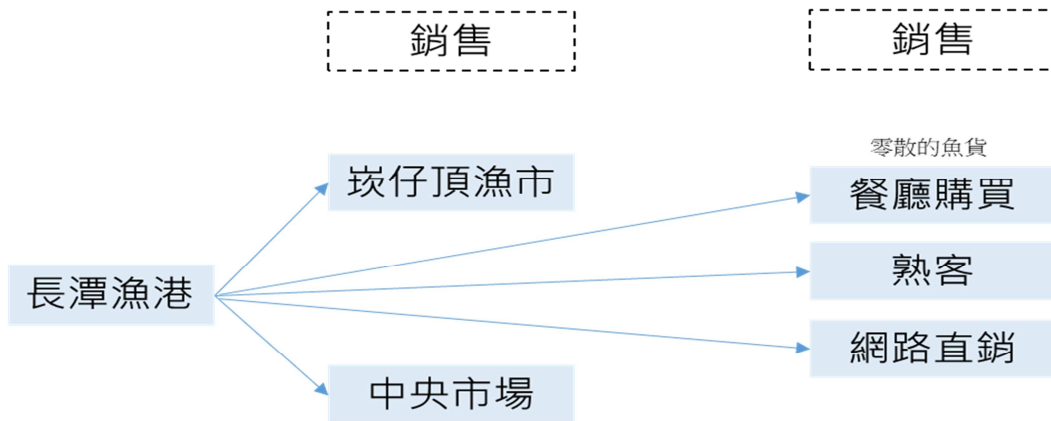 銷售
銷售
零散的魚貨
崁仔頂漁市
餐廳購買
熟客
長潭漁港
網路直銷
中央市場